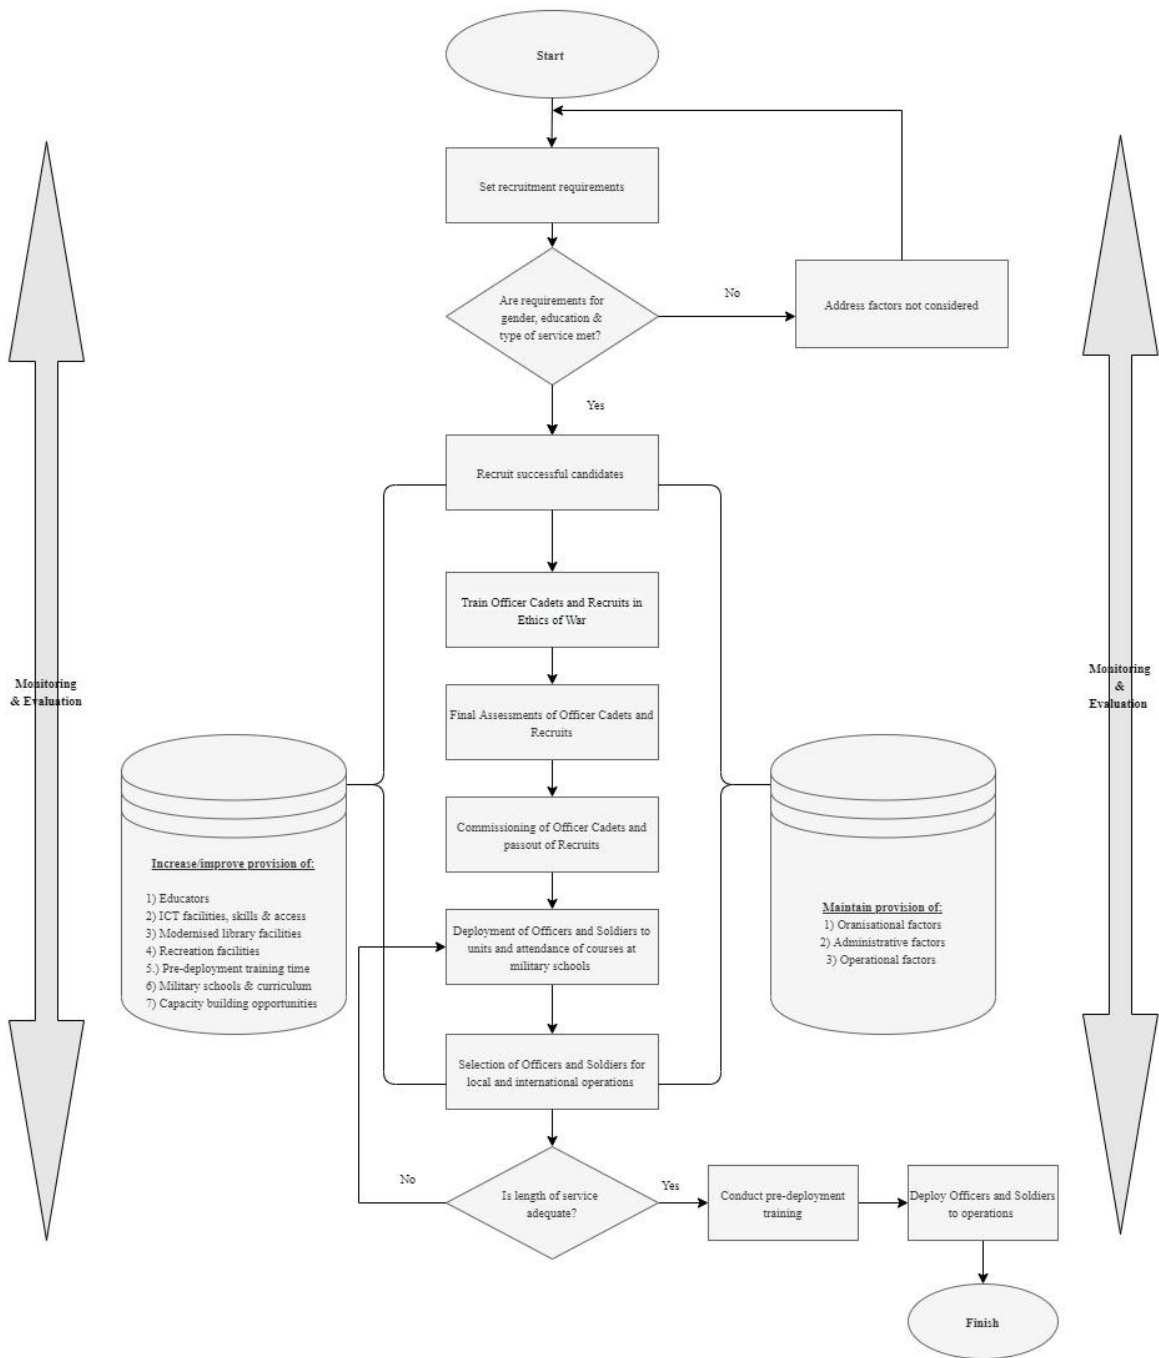 Start
Set recruitment requirements
Are requirements for
gender, education &
type of service met?
No
Address factors not considered
Yes
Recruit successful candidates
Train Officer Cadets and Recruits in
Ethics of War
Final Assessments of Officer Cadets and
Recruits
Monitoring
& Evaluation
Monitoring
&
Evaluation
Commissioning of Officer Cadets and
passout of Recruits
Increase/improve provision of:
1) Educators
2) ICT facilities, skills & access
3) Modernised library facilities
4) Recreation facilities
5.) Pre-deployment training time
6) Military schools & curriculum
7) Capacity building opportunities
Deployment of Officers and Soldiers to
units and attendance of courses at
military schools
Maintain provision of:
1) Oranisational factors
2) Administrative factors
3) Operational factors
Selection of Officers and Soldiers for
local and international operations
Is length of service
adequate?
No
Yes
Conduct pre-deployment
training
Deploy Officers and Soldiers
to operations
Finish